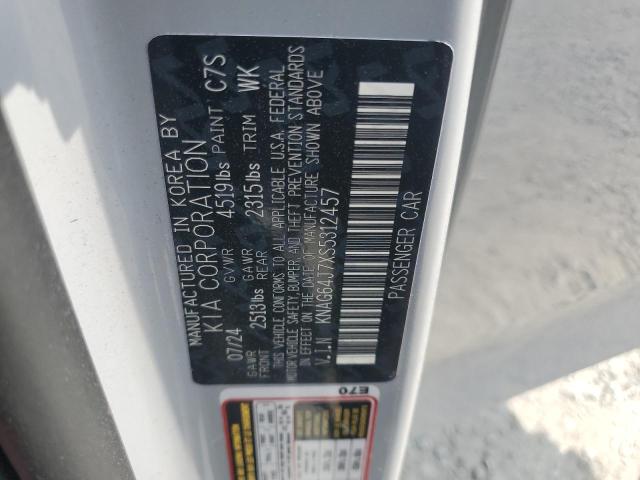 MANUFACTURED IN KOREA BY
KIA CORPORATION
07/24 GVWR 4519lbs PAINT C7S
GAWR FRONT 2513lbs GAWR REAR 2315lbs TRIM WK
THIS VEHICLE CONFORMS TO ALL APPLICABLE U.S.A. FEDERAL
MOTOR VEHICLE SAFETY, BUMPER, AND THEFT PREVENTION STANDARDS
IN EFFECT ON THE DATE OF MANUFACTURE SHOWN ABOVE
V.I.N KNAG64J7XS5312457
PASSENGER CAR
E70